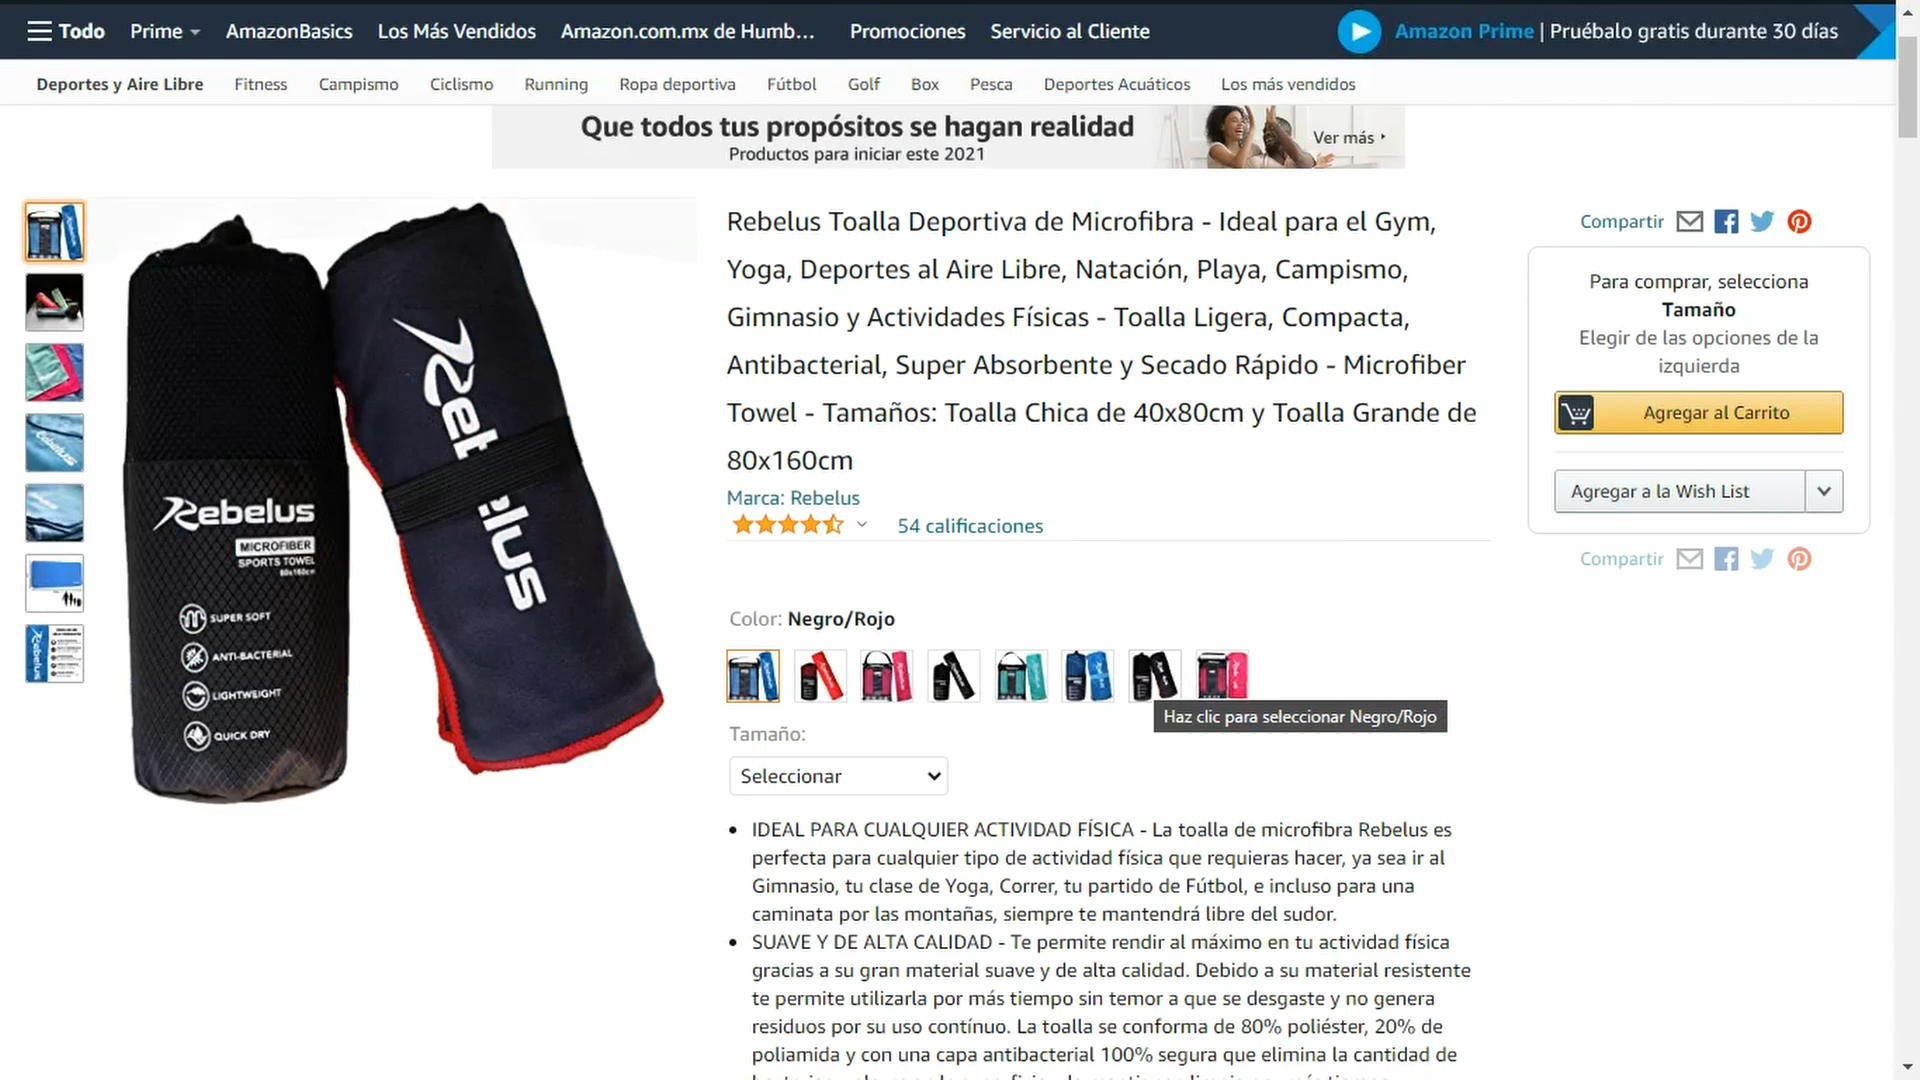 Todo
Prime
AmazonBasics
Los Más Vendidos
Amazon.com.mx de Humb...
Promociones
Servicio al Cliente
Amazon Prime | Pruébalo gratis durante 30 días
Deportes y Aire Libre
Fitness
Campismo
Ciclismo
Running
Ropa deportiva
Fútbol
Golf
Box
Pesca
Deportes Acuáticos
Los más vendidos
Que todos tus propósitos se hagan realidad
Productos para iniciar este 2021
Ver más
Rebelus
MICROFIBER
SPORTS TOWEL
80x160cm
SUPER SOFT
ANTI-BACTERIAL
LIGHTWEIGHT
QUICK DRY
Rebelus Toalla Deportiva de Microfibra - Ideal para el Gym,
Yoga, Deportes al Aire Libre, Natación, Playa, Campismo,
Gimnasio y Actividades Físicas - Toalla Ligera, Compacta,
Antibacterial, Super Absorbente y Secado Rápido - Microfiber
Towel - Tamaños: Toalla Chica de 40x80cm y Toalla Grande de
80x160cm
Marca: Rebelus
54 calificaciones
Color: Negro/Rojo
Haz clic para seleccionar Negro/Rojo
Tamaño:
Seleccionar
IDEAL PARA CUALQUIER ACTIVIDAD FÍSICA - La toalla de microfibra Rebelus es
perfecta para cualquier tipo de actividad física que requieras hacer, ya sea ir al
Gimnasio, tu clase de Yoga, Correr, tu partido de Fútbol, e incluso para una
caminata por las montañas, siempre te mantendrá libre del sudor.
SUAVE Y DE ALTA CALIDAD - Te permite rendir al máximo en tu actividad física
gracias a su gran material suave y de alta calidad. Debido a su material resistente
te permite utilizarla por más tiempo sin temor a que se desgaste y no genera
residuos por su uso contínuo. La toalla se conforma de 80% poliéster, 20% de
poliamida y con una capa antibacterial 100% segura que elimina la cantidad de
Compartir
Para comprar, selecciona
Tamaño
Elegir de las opciones de la
izquierda
Agregar al Carrito
Agregar a la Wish List
Compartir